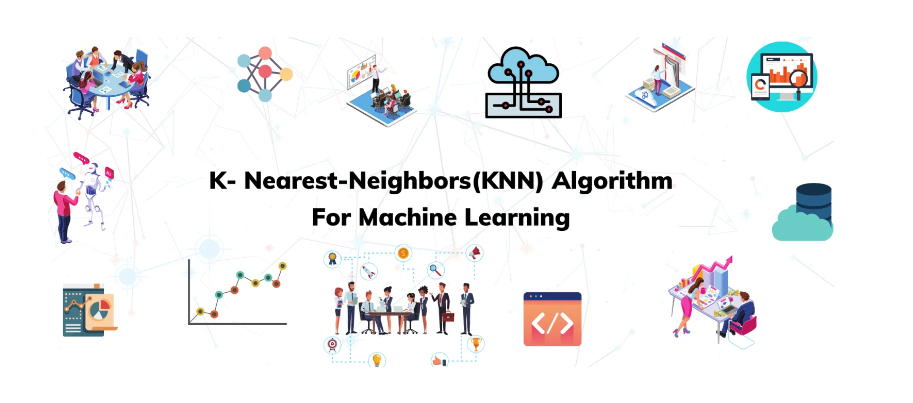 K- Nearest-Neighbors(KNN) Algorithm
For Machine Learning